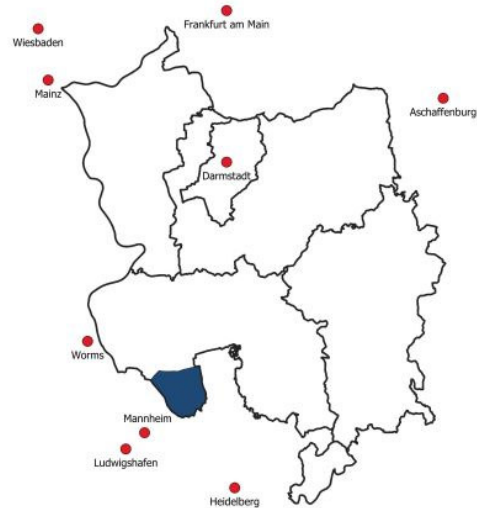 Frankfurt am Main
Wiesbaden
Mainz
Aschaffenburg
Darmstadt
Worms
Mannheim
Ludwigshafen
Heidelberg